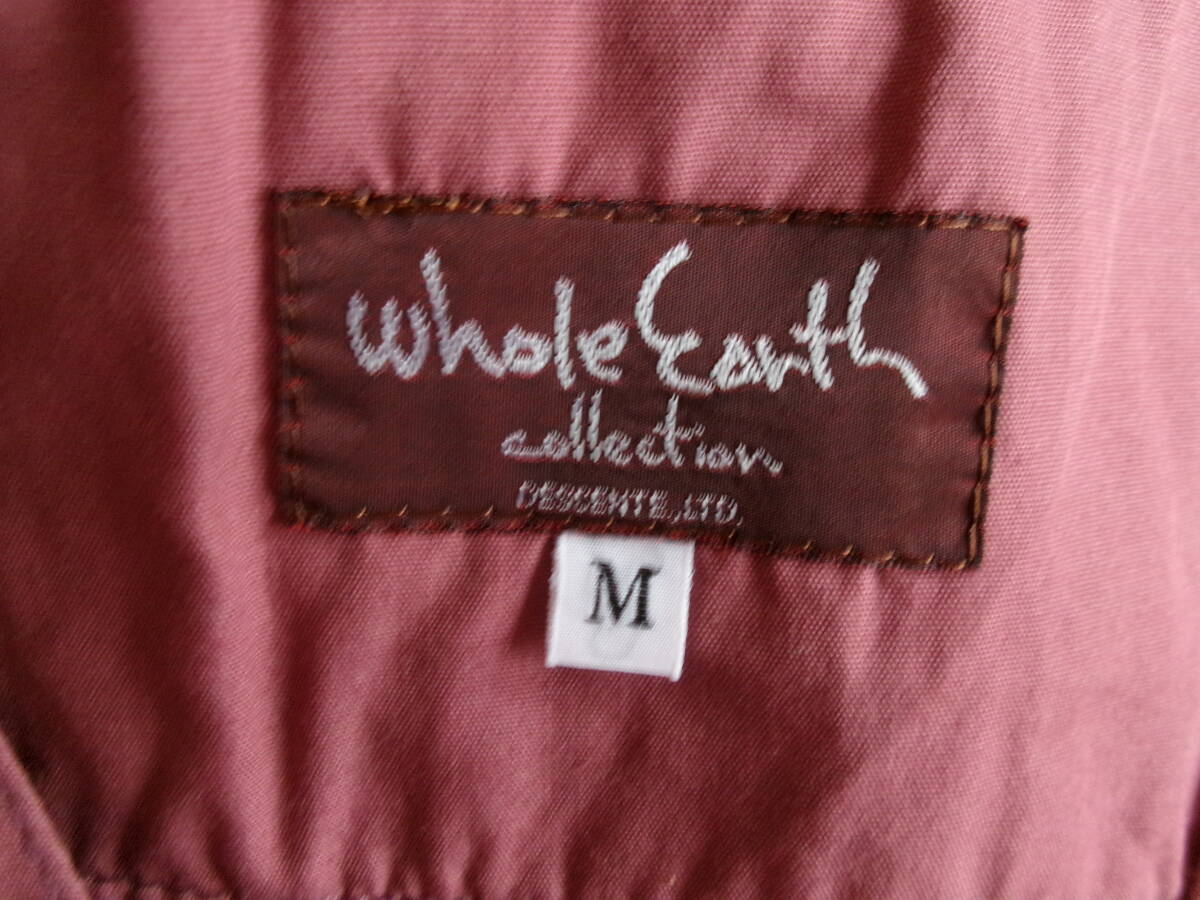 Whole Earth
collection
DESCENTE,LTD.
M